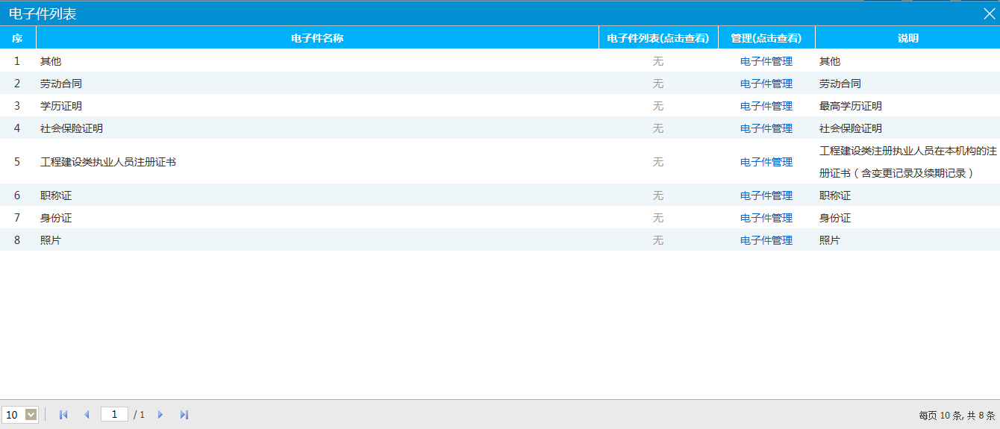 电子件列表
序 电子件名称 电子件列表(点击查看) 管理(点击查看) 说明
1 其他 无 电子件管理 其他
2 劳动合同 无 电子件管理 劳动合同
3 学历证明 无 电子件管理 最高学历证明
4 社会保险证明 无 电子件管理 社会保险证明
5 工程建设类执业人员注册证书 无 电子件管理 工程建设类注册执业人员在本机构的注
册证书（含变更记录及续期记录）
6 职称证 无 电子件管理 职称证
7 身份证 无 电子件管理 身份证
8 照片 无 电子件管理 照片
10 1 / 1 每页 10 条, 共 8 条